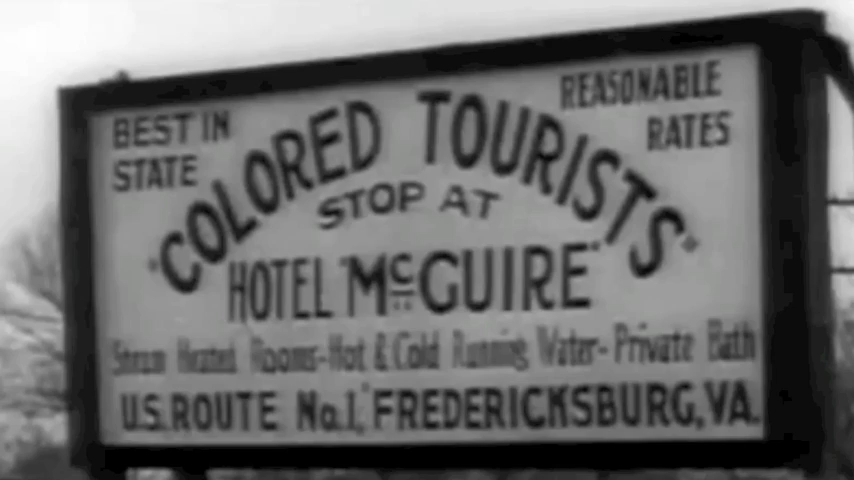 BEST IN
STATE
REASONABLE
RATES
COLORED TOURISTS
STOP AT
HOTEL "McGUIRE"
Steam Heated Rooms-Hot & Cold Running Water-Private Bath
U.S. ROUTE No.1, FREDERICKSBURG, VA.